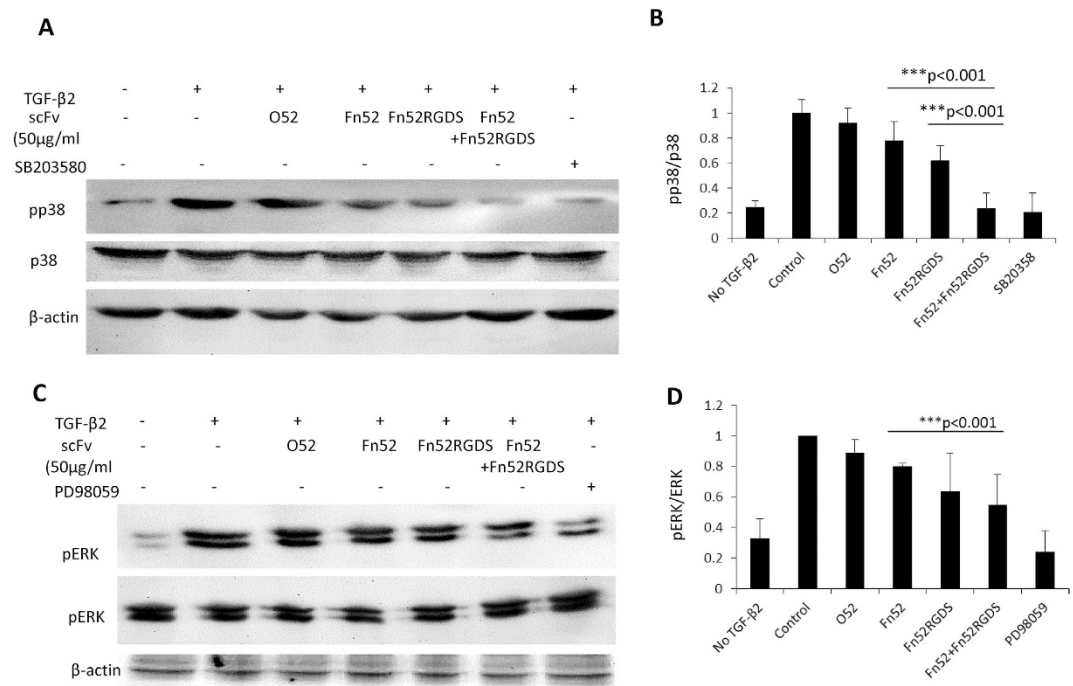 A
TGF-β2 - + + + + + +
scFv - - O52 Fn52 Fn52RGDS Fn52 -
(50µg/ml +Fn52RGDS
SB203580 - - - - - - +
pp38
p38
β-actin
B
***p<0.001
***p<0.001
pp38/p38
1.2
1
0.8
0.6
0.4
0.2
0
No TGF-β2
Control
O52
Fn52
Fn52RGDS
Fn52+Fn52RGDS
SB20358
C
TGF-β2 - + + + + + +
scFv - - O52 Fn52 Fn52RGDS Fn52 -
(50µg/ml +Fn52RGDS
PD98059 - - - - - - +
pERK
pERK
β-actin
D
***p<0.001
pERK/ERK
1.2
1
0.8
0.6
0.4
0.2
0
No TGF-β2
Control
O52
Fn52
Fn52RGDS
Fn52+Fn52RGDS
PD98059